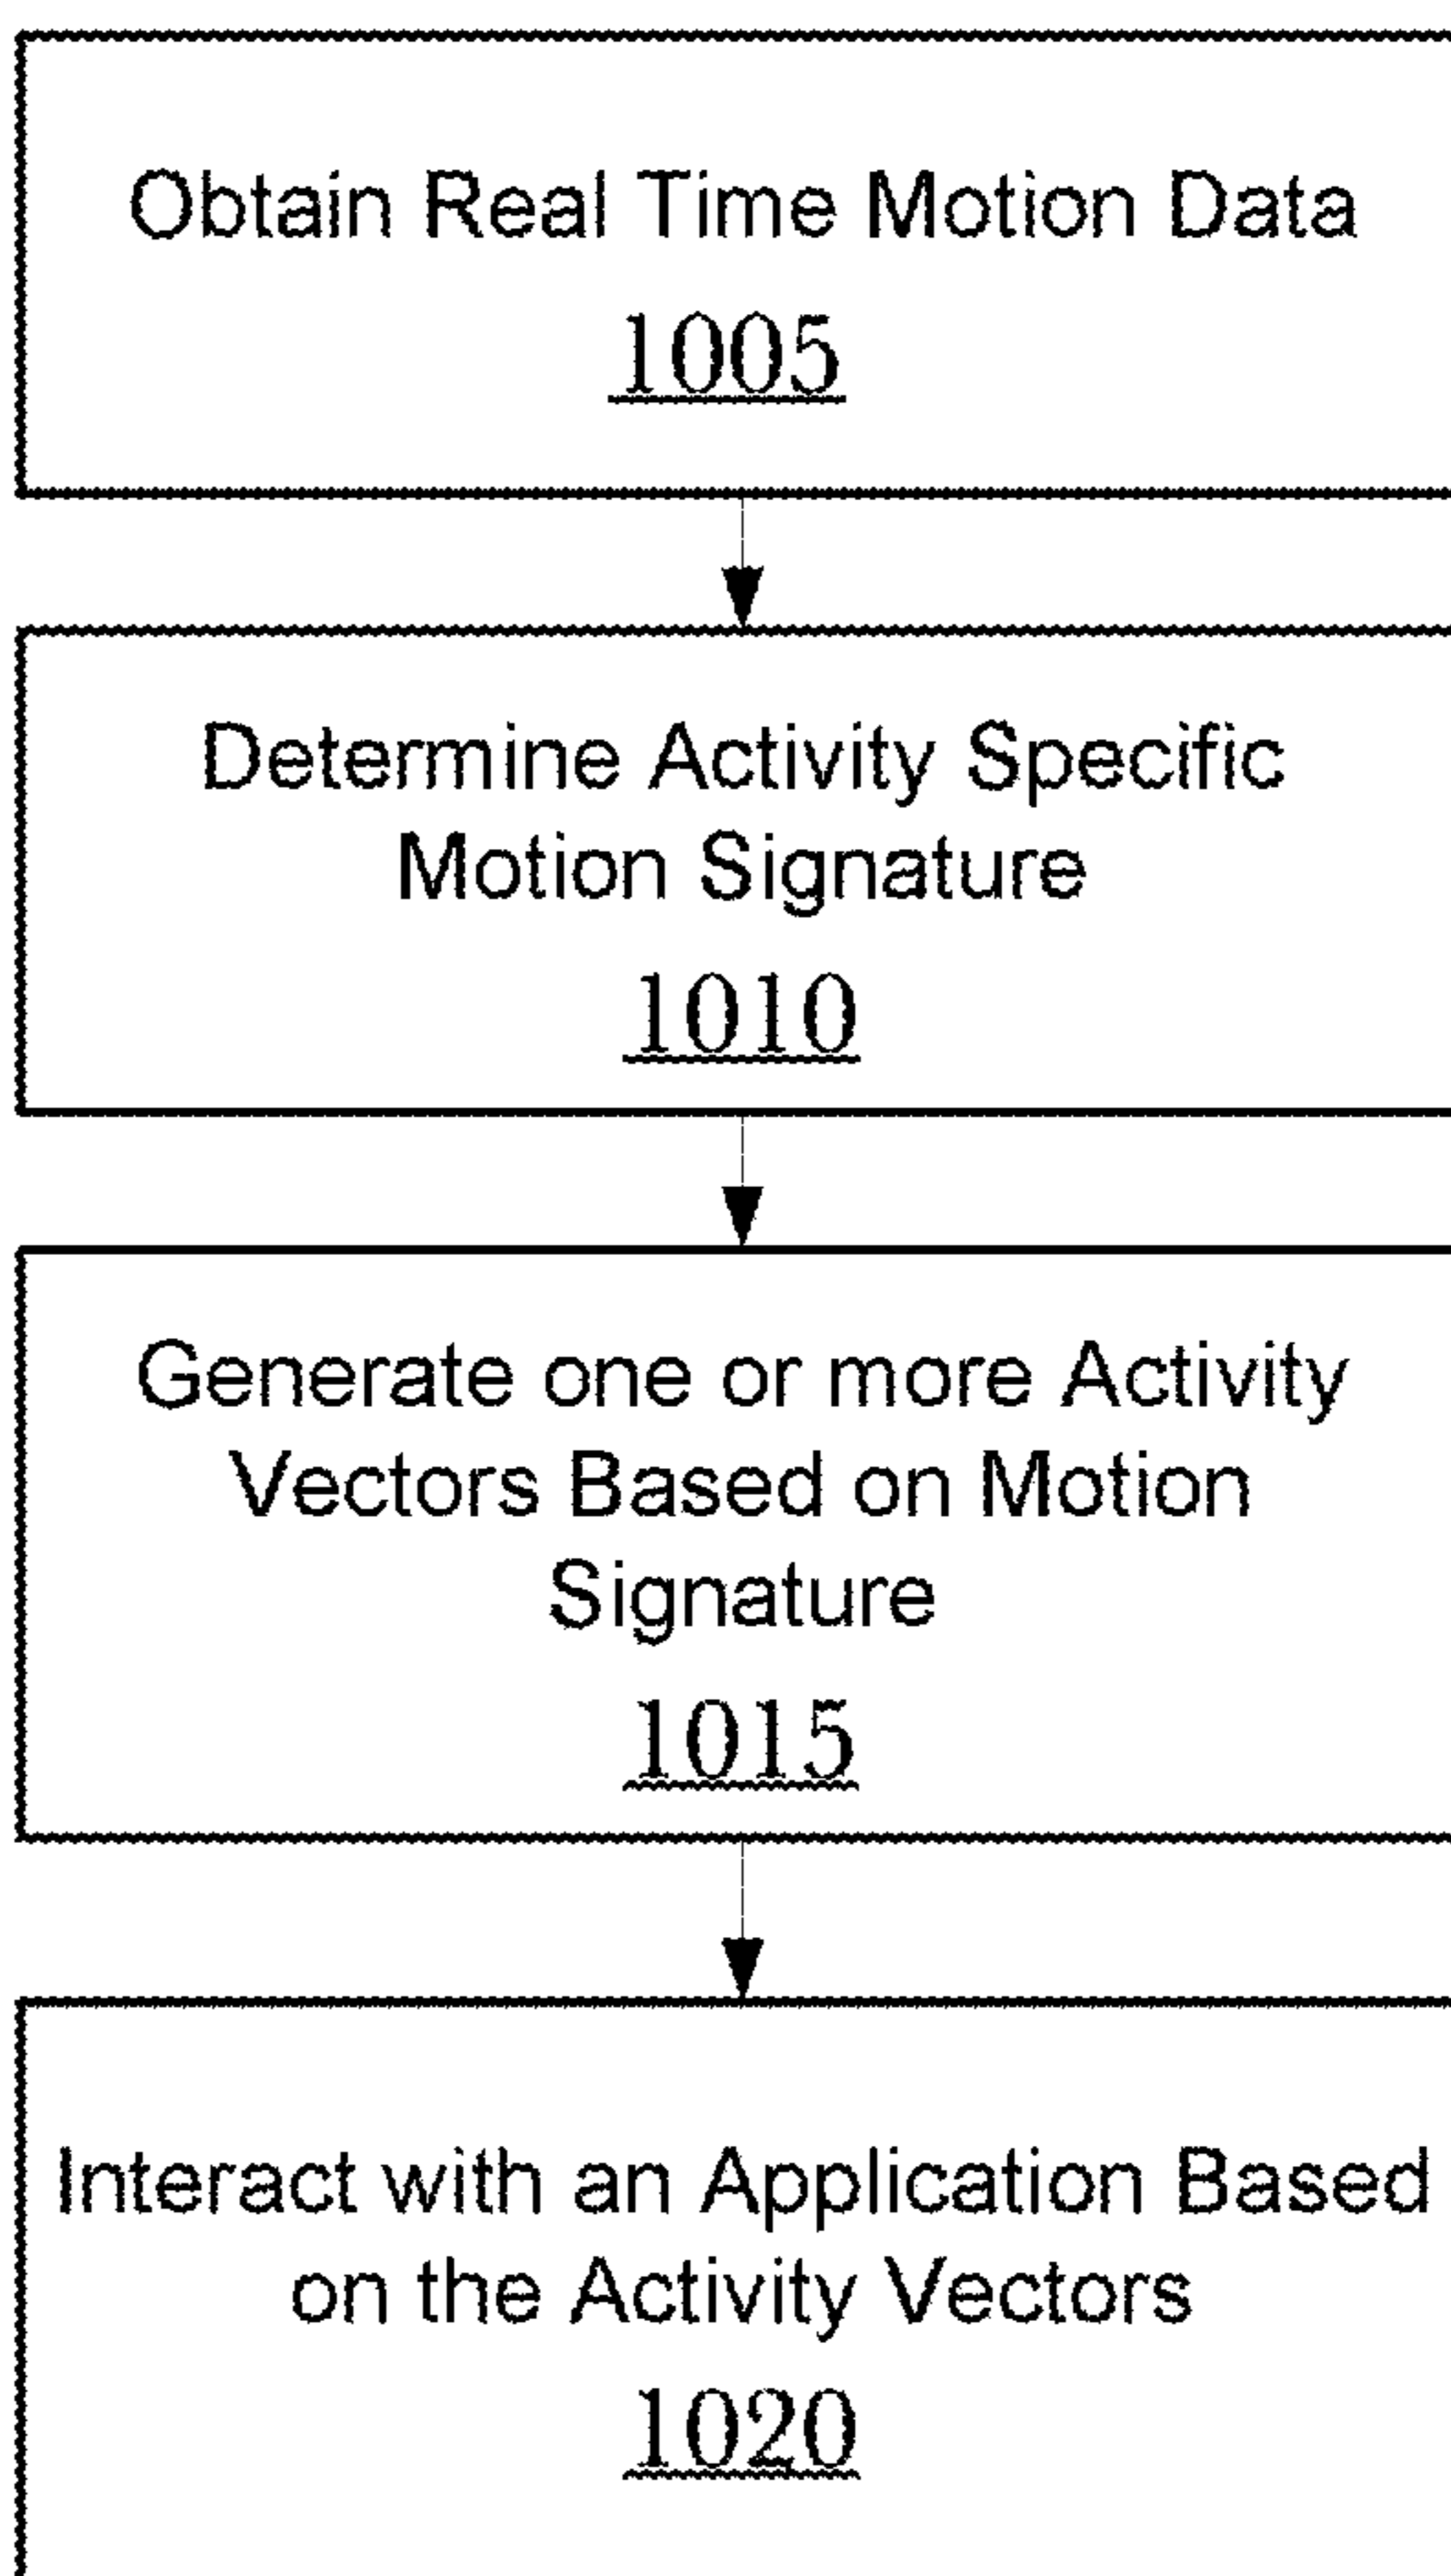 Obtain Real Time Motion Data
1005
Determine Activity Specific
Motion Signature
1010
Generate one or more Activity
Vectors Based on Motion
Signature
1015
Interact with an Application Based
on the Activity Vectors
1020